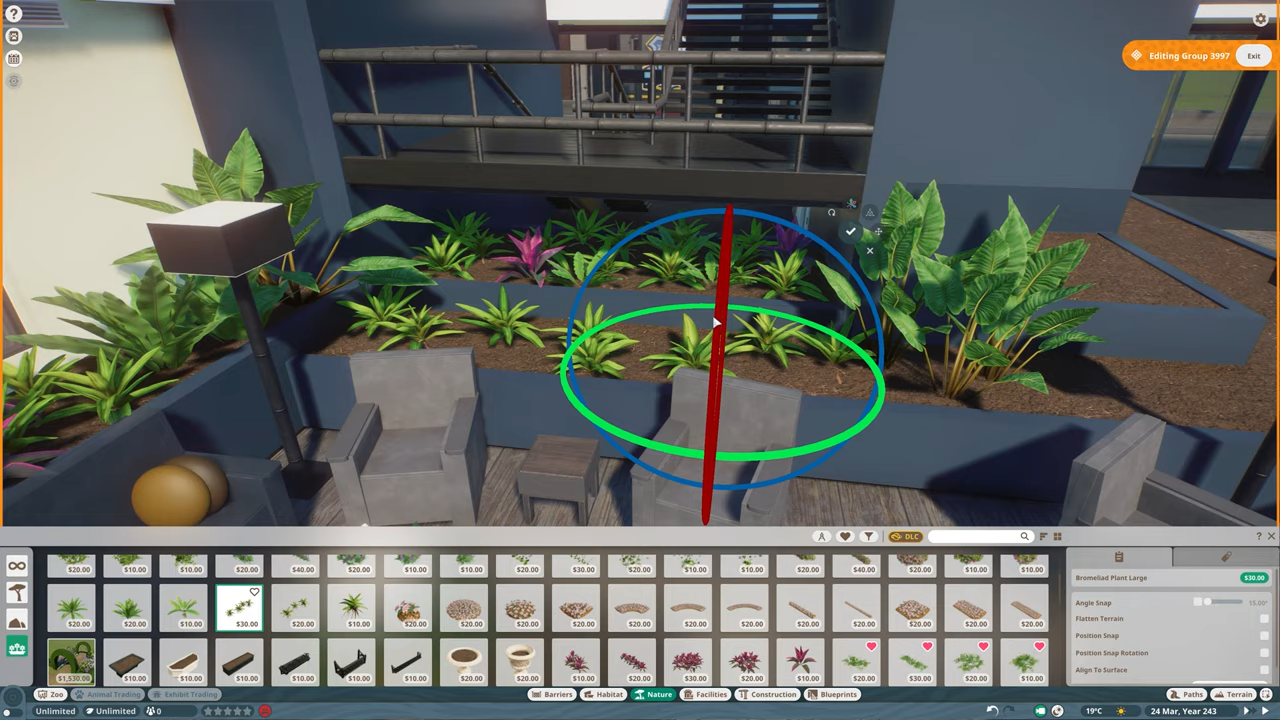 ?
Editing Group 3997
Exit
DLC
?
$20.00 $10.00 $10.00 $20.00 $40.00 $20.00 $20.00 $10.00 $10.00 $20.00 $20.00 $10.00 $10.00 $20.00 $20.00 $20.00 $10.00 $10.00
$20.00 $10.00 $10.00 $30.00 $20.00 $10.00 $20.00 $20.00 $20.00 $20.00 $20.00 $20.00 $20.00 $20.00 $20.00 $20.00 $20.00 $20.00
$1,530.00 $20.00 $20.00 $20.00 $20.00 $20.00 $20.00 $20.00 $20.00 $10.00 $20.00 $30.00 $20.00 $10.00 $20.00 $30.00 $20.00 $10.00
Bromeliad Plant Large
$30.00
Angle Snap
15.00°
Flatten Terrain
Position Snap
Position Snap Rotation
Align To Surface
Zoo
Animal Trading
Exhibit Trading
Barriers
Habitat
Nature
Facilities
Construction
Blueprints
Paths
Terrain
Unlimited
Unlimited
0
19°C
24 Mar, Year 243